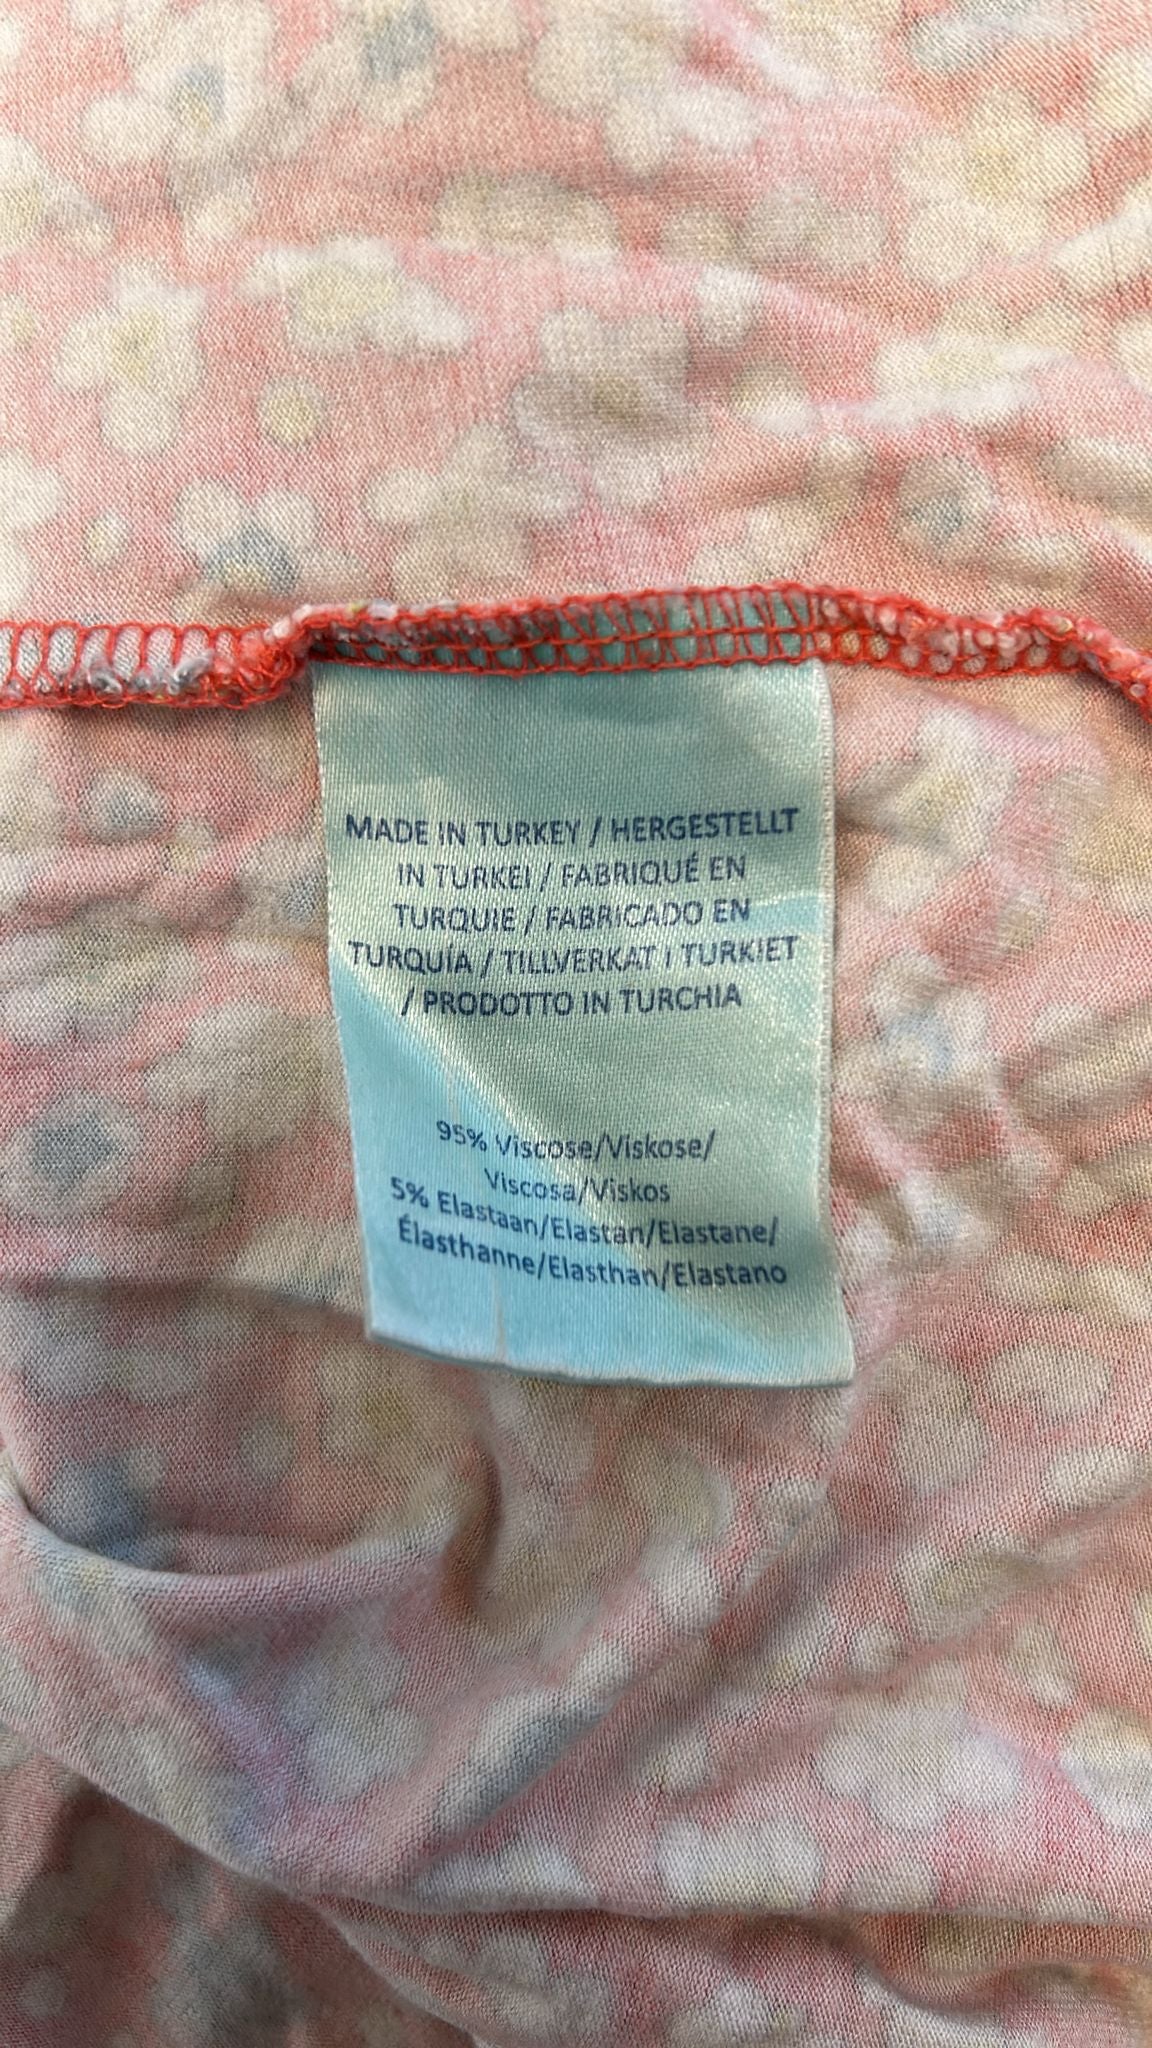 MADE IN TURKEY / HERGESTELLT
IN TURKEI / FABRIQUÉ EN
TURQUIE / FABRICADO EN
TURQUÍA / TILLVERKAT I TURKIET
/ PRODOTTO IN TURCHIA
95% Viscose/Viskose/
Viscosa/Viskos
5% Elastaan/Elastan/Elastane/
Élasthanne/Elasthan/Elastano